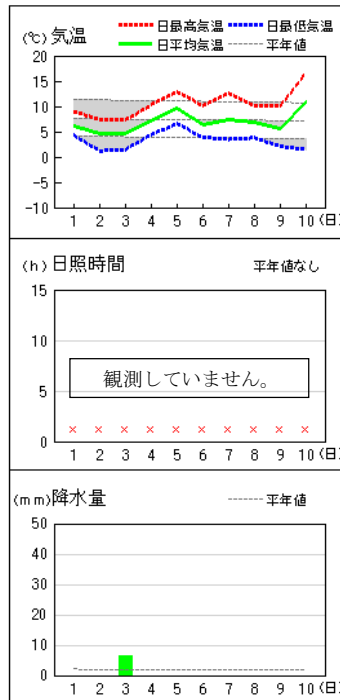 (℃) 気温
日最高気温 日最低気温
日平均気温 平年値
20
15
10
5
0
−5
−10
1 2 3 4 5 6 7 8 9 10 (日)
(h) 日照時間 平年値なし
15
10
5
0
観測していません。
1 2 3 4 5 6 7 8 9 10 (日)
(mm) 降水量 平年値
50
40
30
20
10
0
1 2 3 4 5 6 7 8 9 10 (日)